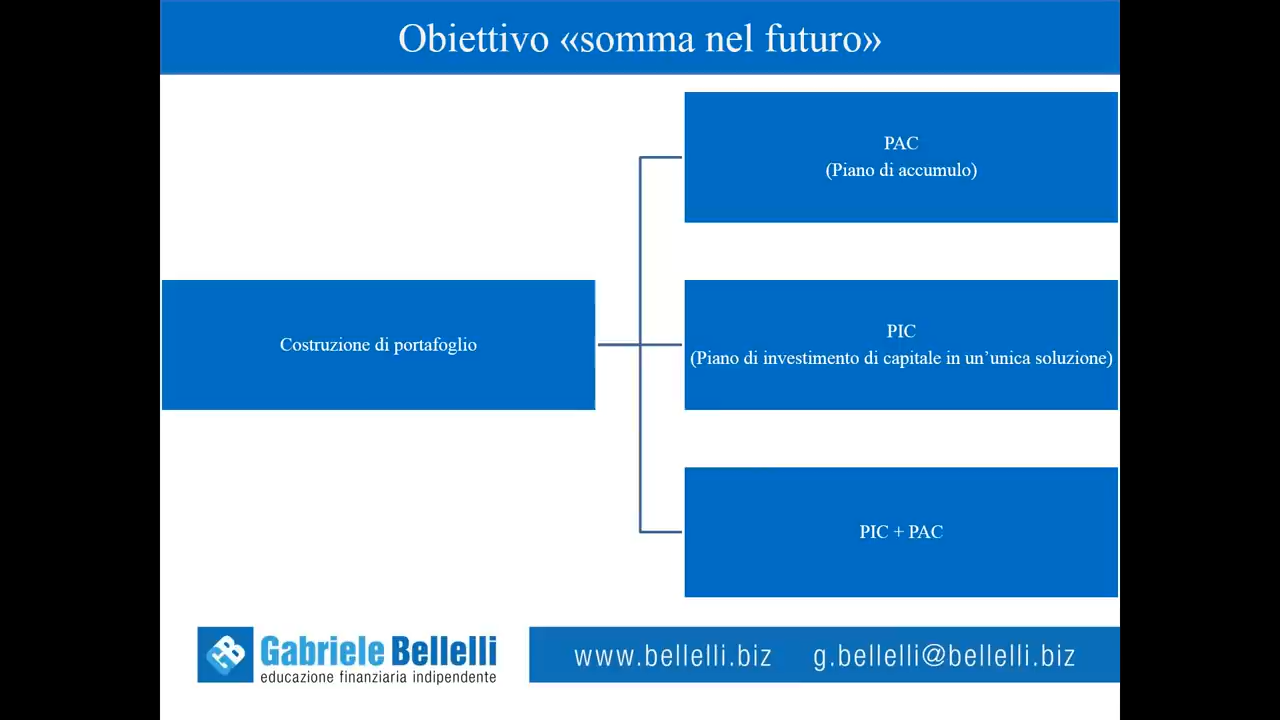 Obiettivo «somma nel futuro»
PAC
(Piano di accumulo)
Costruzione di portafoglio
PIC
(Piano di investimento di capitale in un’unica soluzione)
PIC + PAC
Gabriele Bellelli
educazione finanziaria indipendente
www.bellelli.biz g.bellelli@bellelli.biz